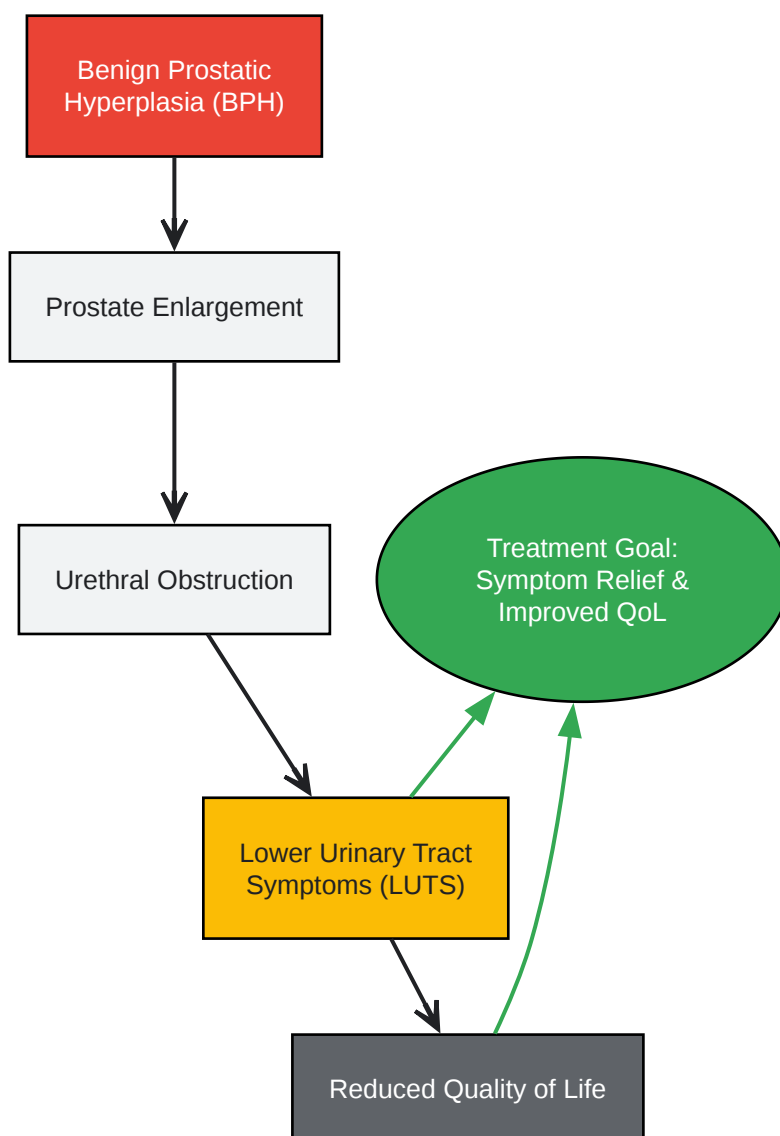 Benign Prostatic
Hyperplasia (BPH)
Prostate Enlargement
Urethral Obstruction
Treatment Goal:
Symptom Relief &
Improved QoL
Lower Urinary Tract
Symptoms (LUTS)
Reduced Quality of Life